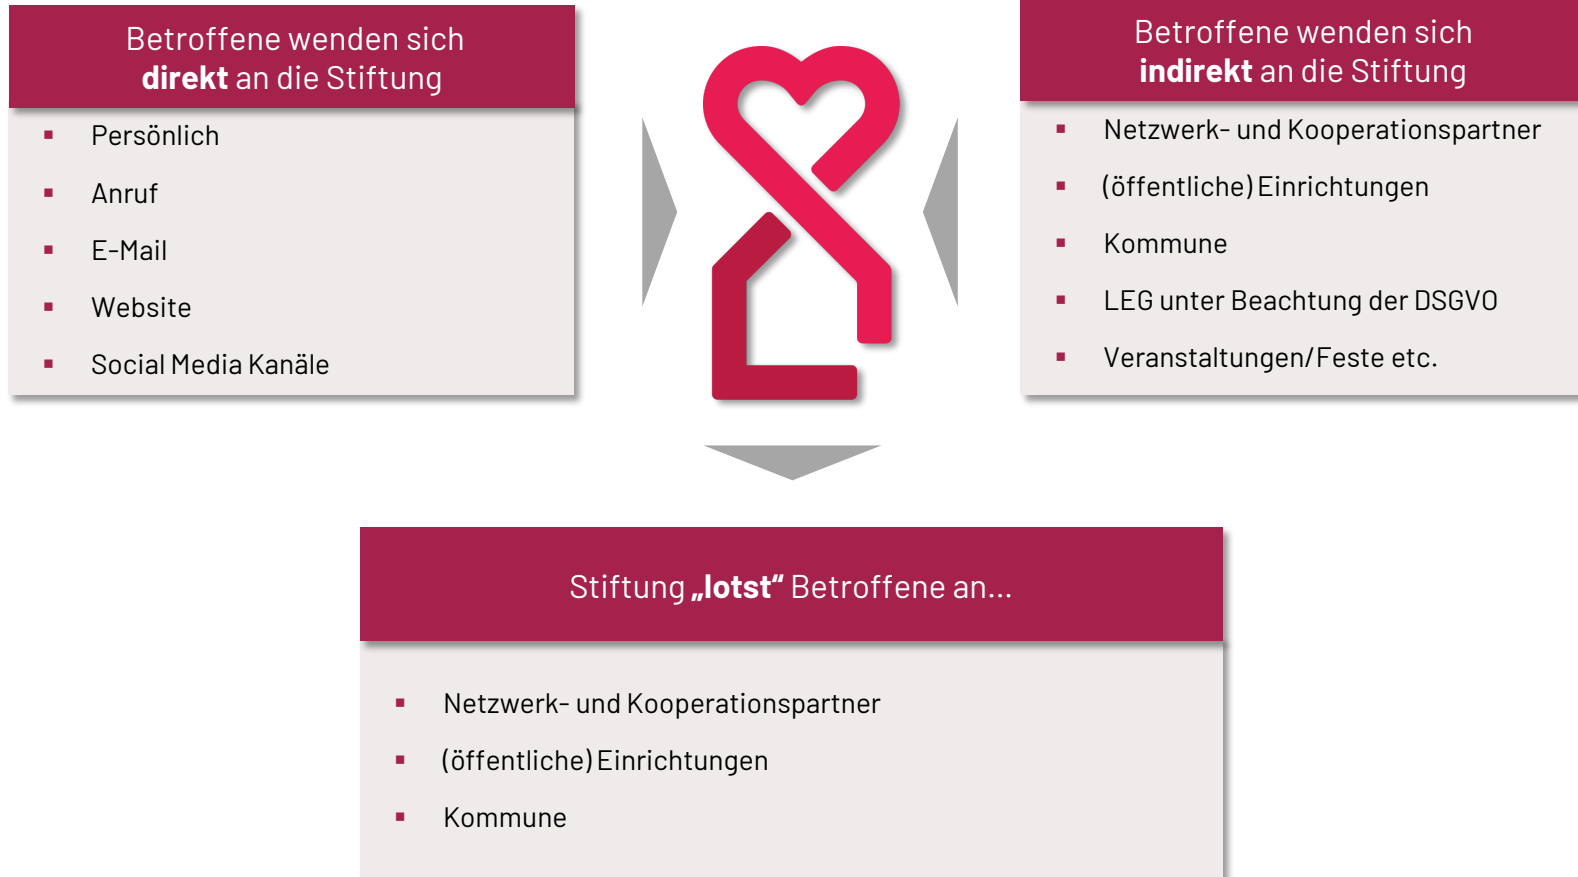 Betroffene wenden sich
direkt an die Stiftung
Persönlich
Anruf
E-Mail
Website
Social Media Kanäle
Betroffene wenden sich
indirekt an die Stiftung
Netzwerk- und Kooperationspartner
(öffentliche) Einrichtungen
Kommune
LEG unter Beachtung der DSGVO
Veranstaltungen/Feste etc.
Stiftung „lotst“ Betroffene an...
Netzwerk- und Kooperationspartner
(öffentliche) Einrichtungen
Kommune